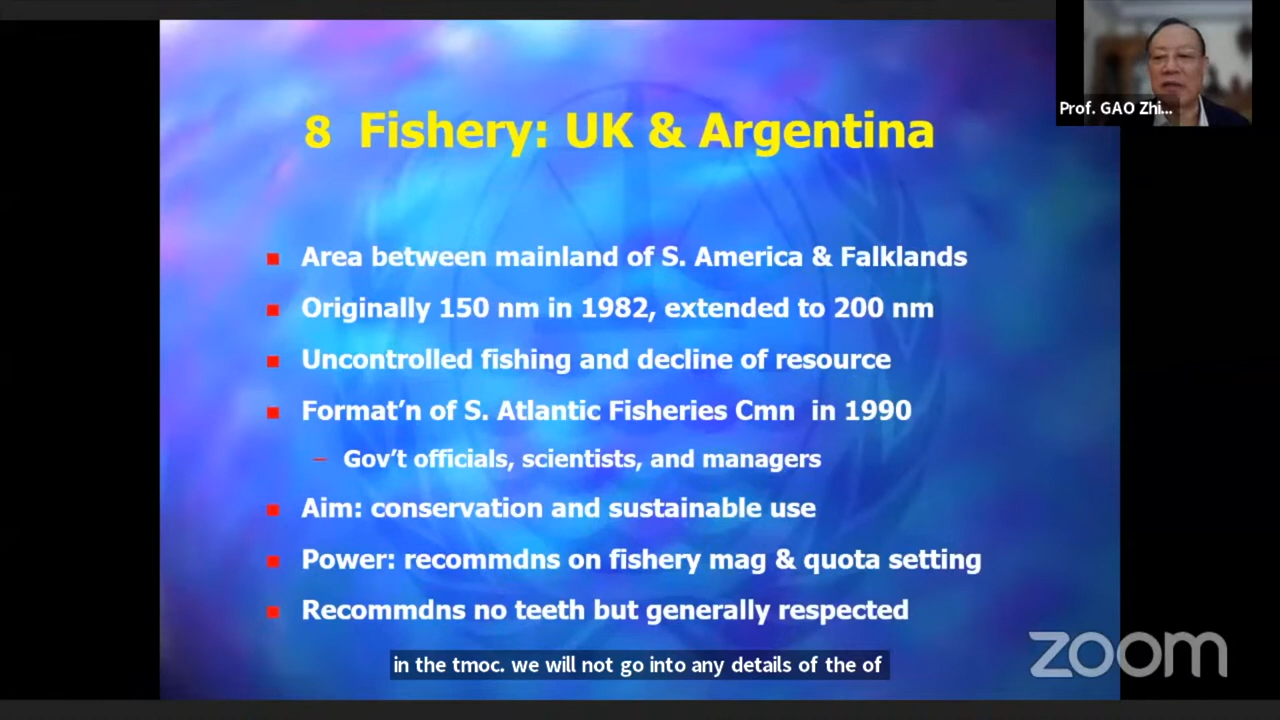 Prof. GAO Zhi...
8 Fishery: UK & Argentina
Area between mainland of S. America & Falklands
Originally 150 nm in 1982, extended to 200 nm
Uncontrolled fishing and decline of resource
Format'n of S. Atlantic Fisheries Cmn in 1990
– Gov't officials, scientists, and managers
Aim: conservation and sustainable use
Power: recommdns on fishery mag & quota setting
Recommdns no teeth but generally respected
in the tmoc. we will not go into any details of the of
zoom